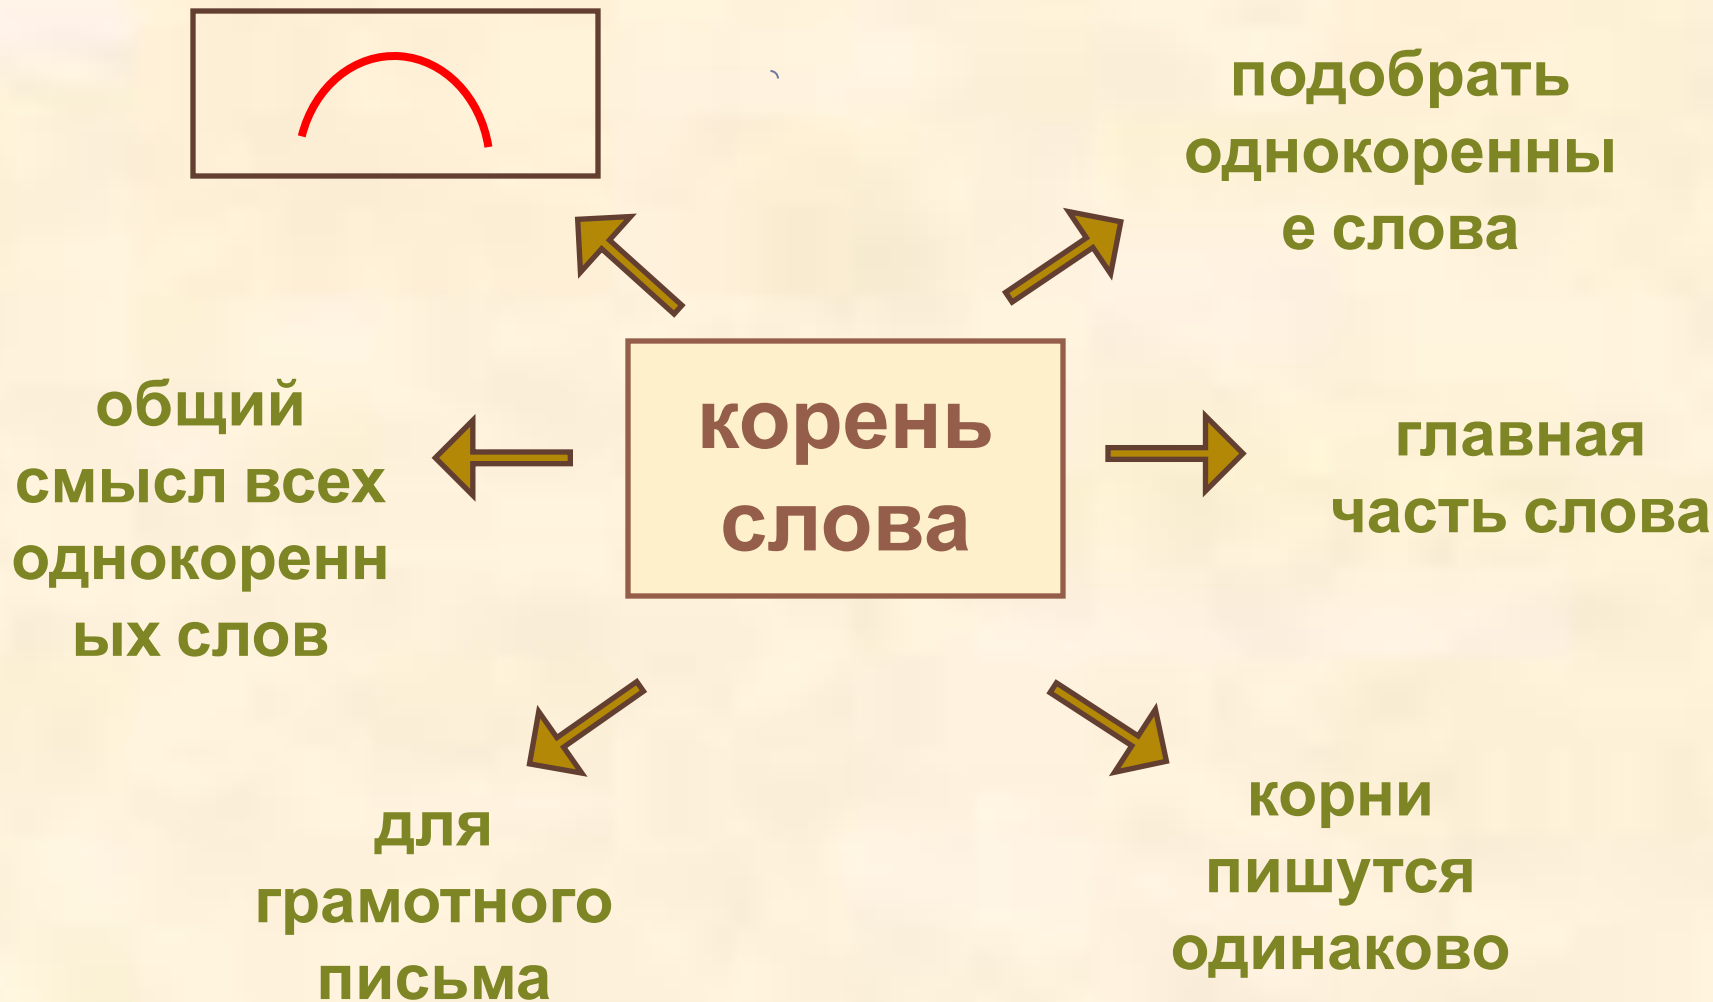 подобрать
однокоренны
е слова
общий
смысл всех
однокоренн
ых слов
корень
слова
главная
часть слова
для
грамотного
письма
корни
пишутся
одинаково